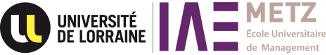 UNIVERSITÉ
DE LORRAINE
IAE
METZ
École Universitaire
de Management